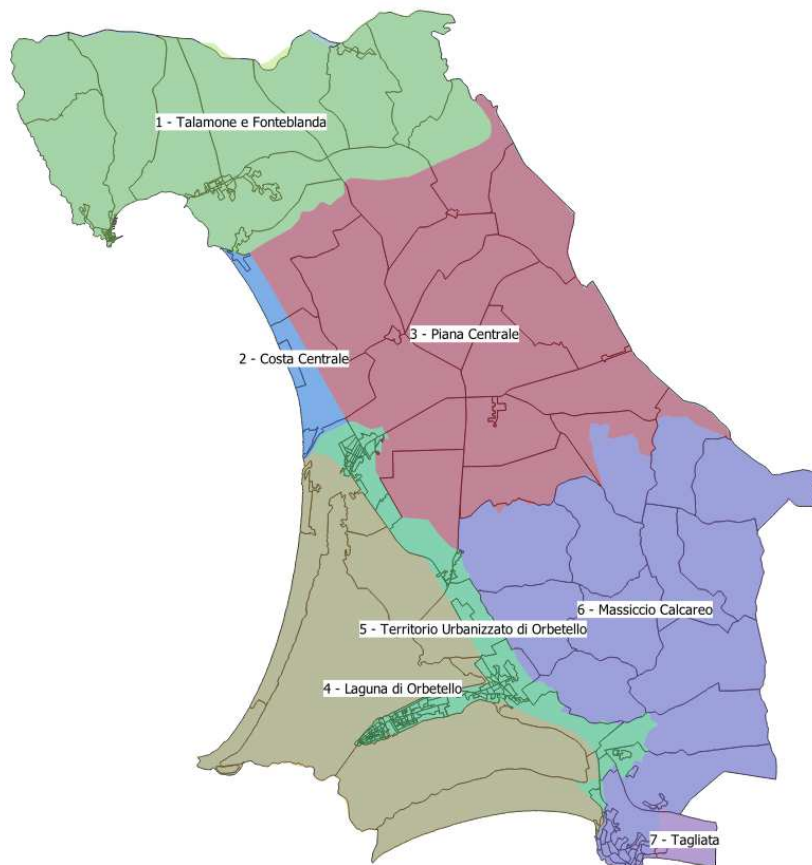 1 - Talamone e Fonteblanda
3 - Piana Centrale
2 - Costa Centrale
6 - Massiccio Calcareo
5 - Territorio Urbanizzato di Orbetello
4 - Laguna di Orbetello
7 - Tagliata